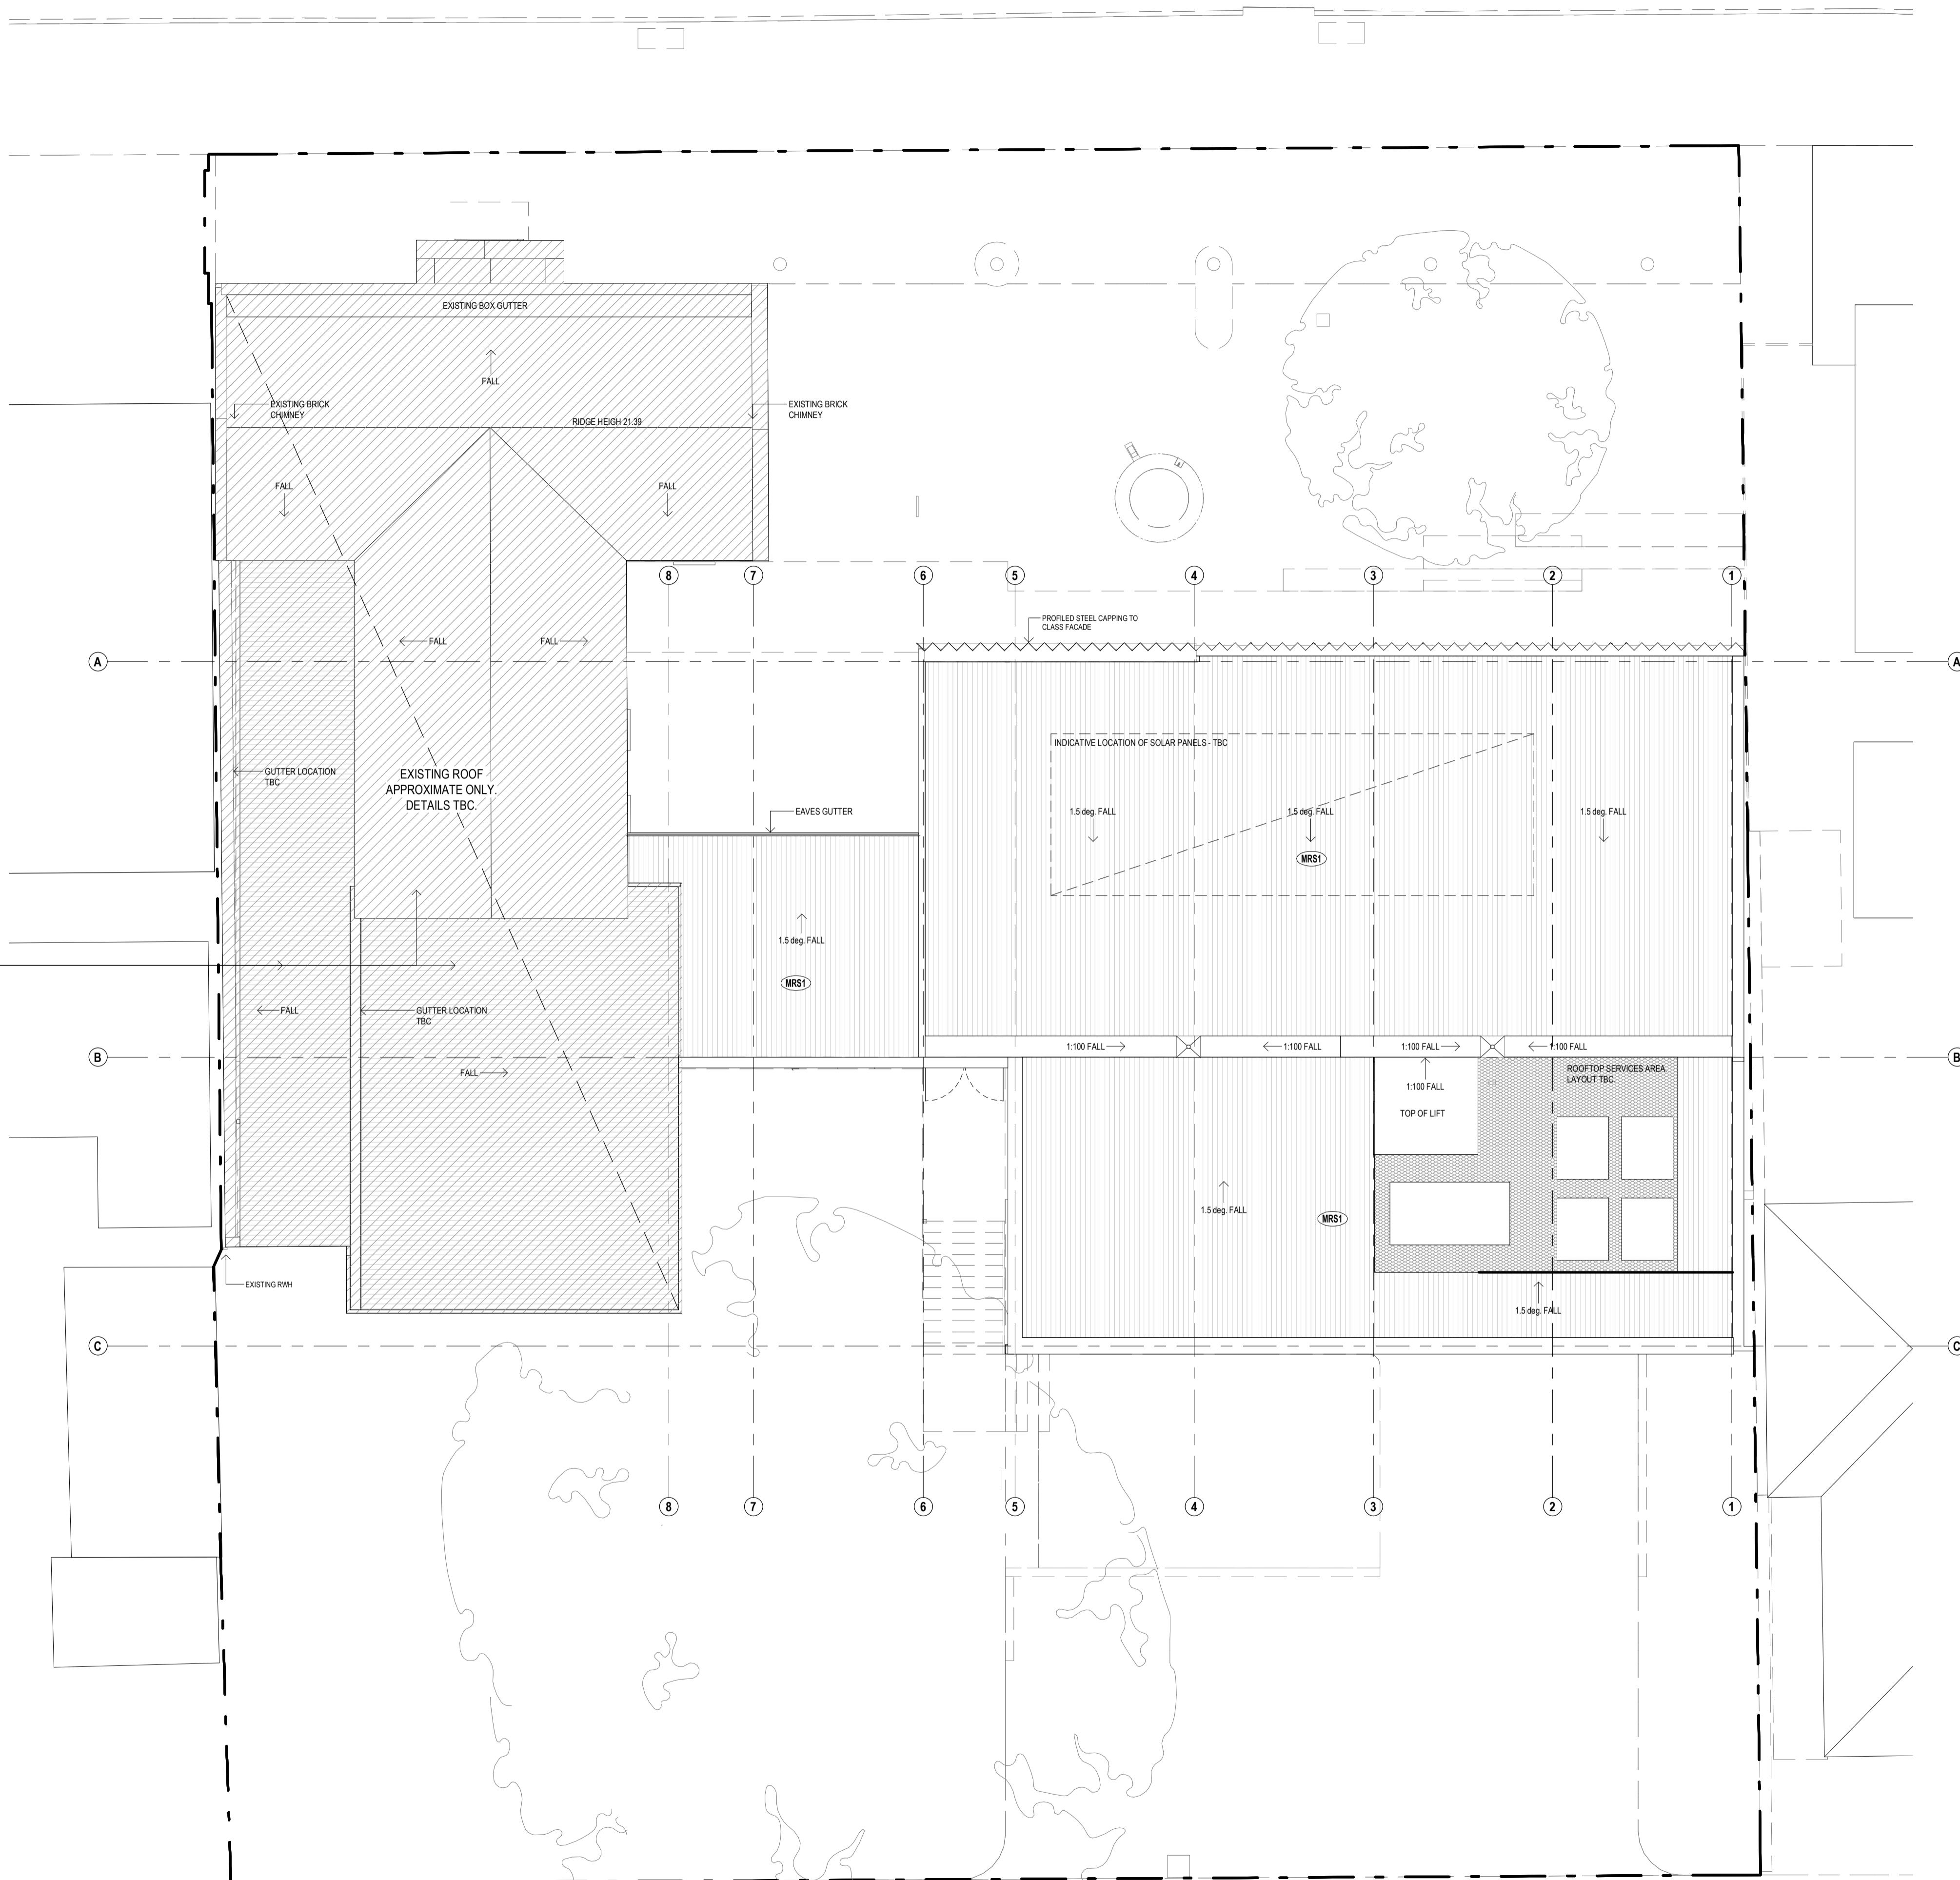 EXISTING BOX GUTTER
FALL
EXISTING BRICK
CHIMNEY
EXISTING BRICK
CHIMNEY
RIDGE HEIGH 21.39
FALL
FALL
8
7
6
5
4
3
2
1
PROFILED STEEL CAPPING TO
CLASS FACADE
FALL
FALL
A
A
INDICATIVE LOCATION OF SOLAR PANELS - TBC
GUTTER LOCATION
TBC
EXISTING ROOF
APPROXIMATE ONLY.
DETAILS TBC.
EAVES GUTTER
1.5 deg. FALL
1.5 deg. FALL
1.5 deg. FALL
MRS1
1.5 deg. FALL
MRS1
FALL
GUTTER LOCATION
TBC
1:100 FALL
1:100 FALL
1:100 FALL
1:100 FALL
B
B
FALL
ROOFTOP SERVICES AREA.
LAYOUT TBC.
1:100 FALL
TOP OF LIFT
1.5 deg. FALL
MRS1
EXISTING RWH
1.5 deg. FALL
C
C
8
7
6
5
4
3
2
1